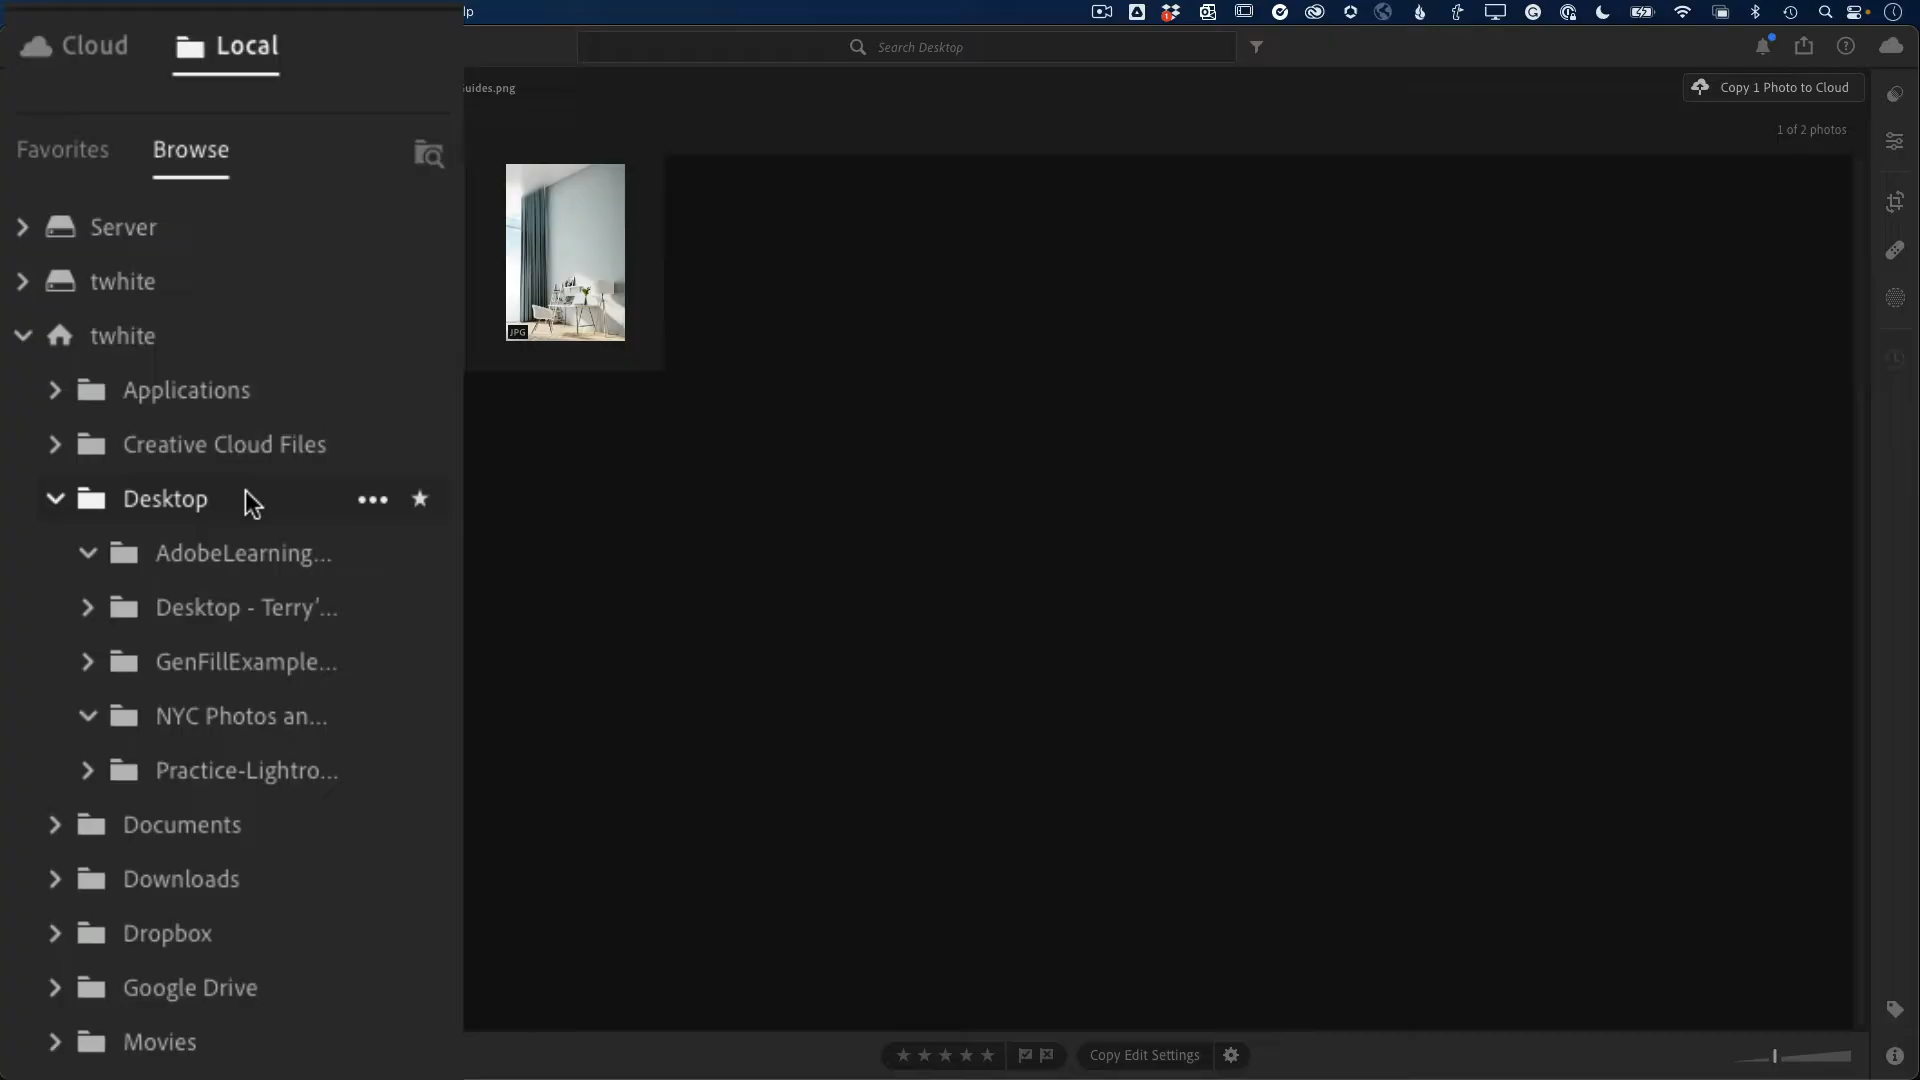 lp
Cloud
Local
Search Desktop
Guides.png
Copy 1 Photo to Cloud
1 of 2 photos
Favorites
Browse
Server
twhite
twhite
Applications
Creative Cloud Files
Desktop
AdobeLearning...
Desktop - Terry'...
GenFillExample...
NYC Photos an...
Practice-Lightro...
Documents
Downloads
Dropbox
Google Drive
Movies
JPG
Copy Edit Settings